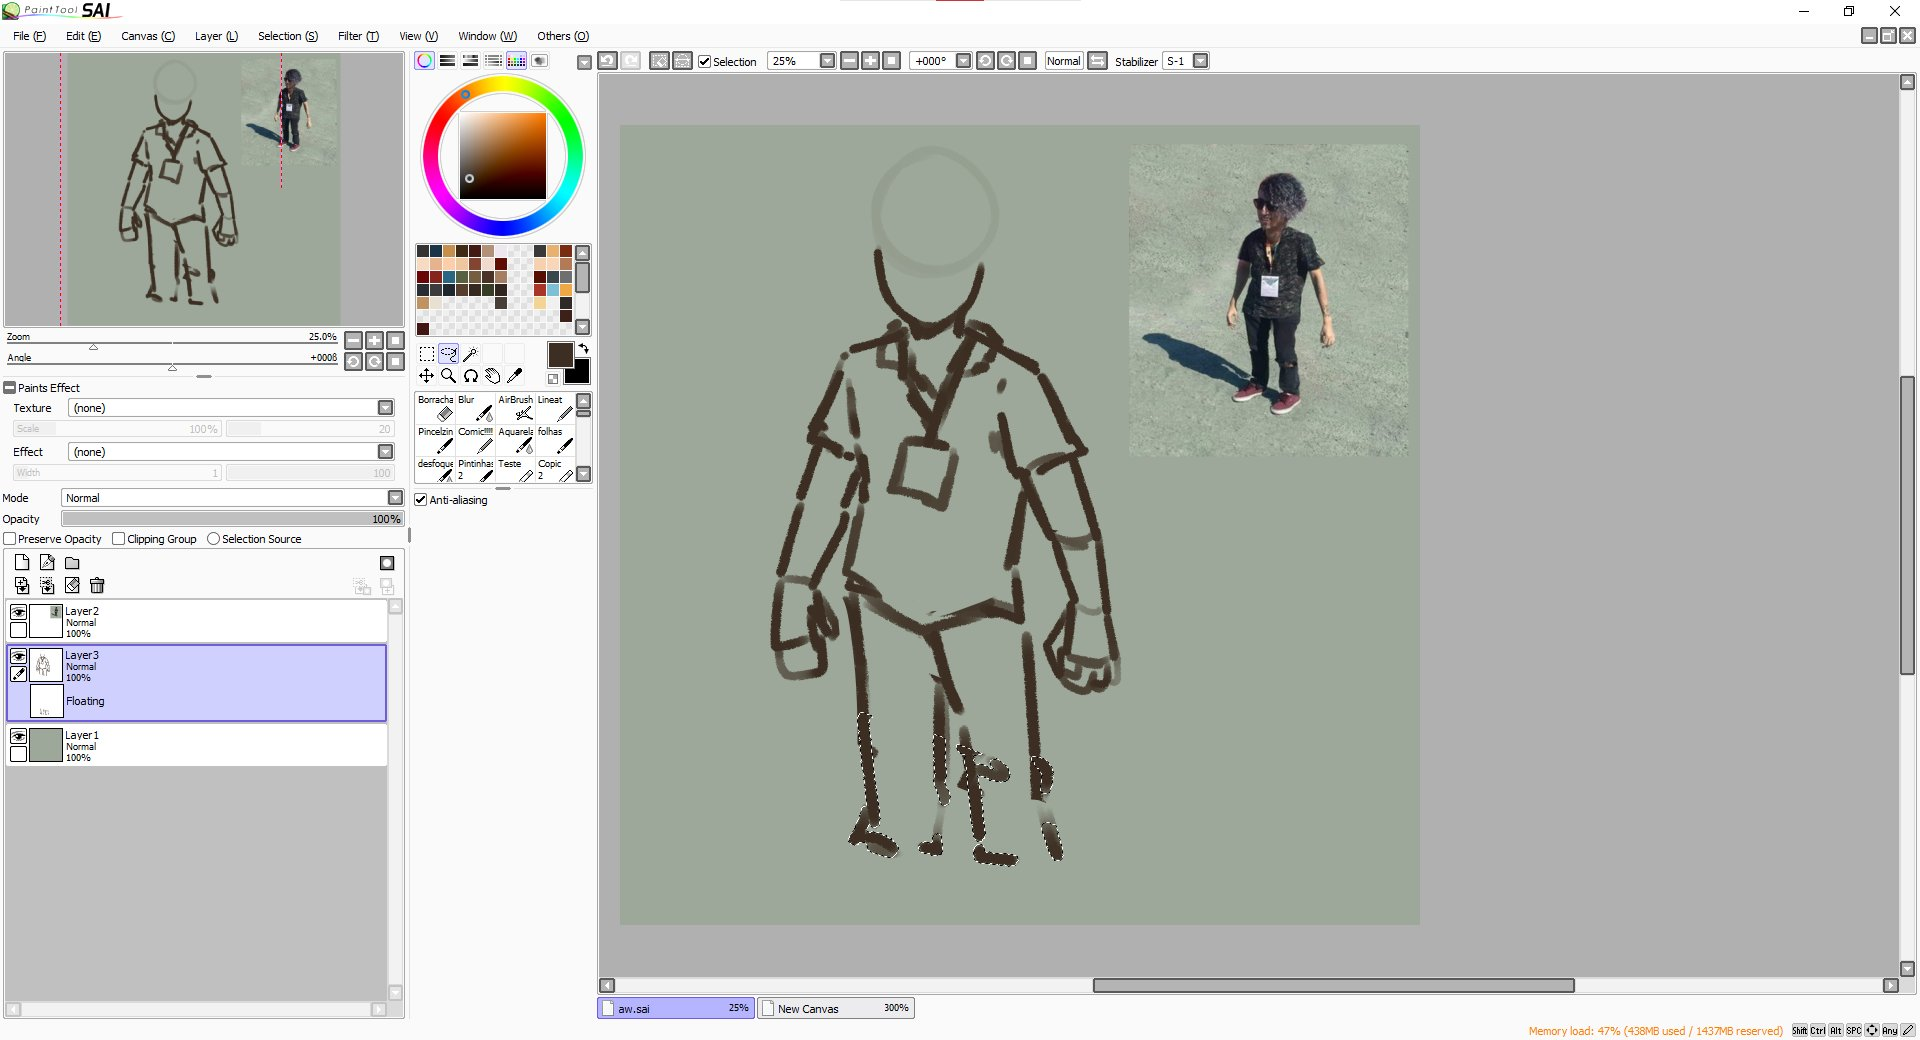 PaintTool SAI
File (F) Edit (E) Canvas (C) Layer (L) Selection (S) Filter (T) View (V) Window (W) Others (O)
Selection 25% +000° Normal Stabilizer S-1
Zoom 25.0%
Angle +000ß
Paints Effect
Texture (none)
Scale 100% 20
Effect (none)
Width 1 100
Mode Normal
Opacity 100%
Preserve Opacity Clipping Group Selection Source
Layer2
Normal
100%
Layer3
Normal
100%
Floating
Layer1
Normal
100%
Borracha Blur AirBrush Lineat
Pincelzin Comic!!!! Aquarela folhas
desfoque Pintinhas 2 Teste Copic 2
Anti-aliasing
aw.sai 25% New Canvas 300%
Memory load: 47% (438MB used / 1437MB reserved) Shift Ctrl Alt SPC Any